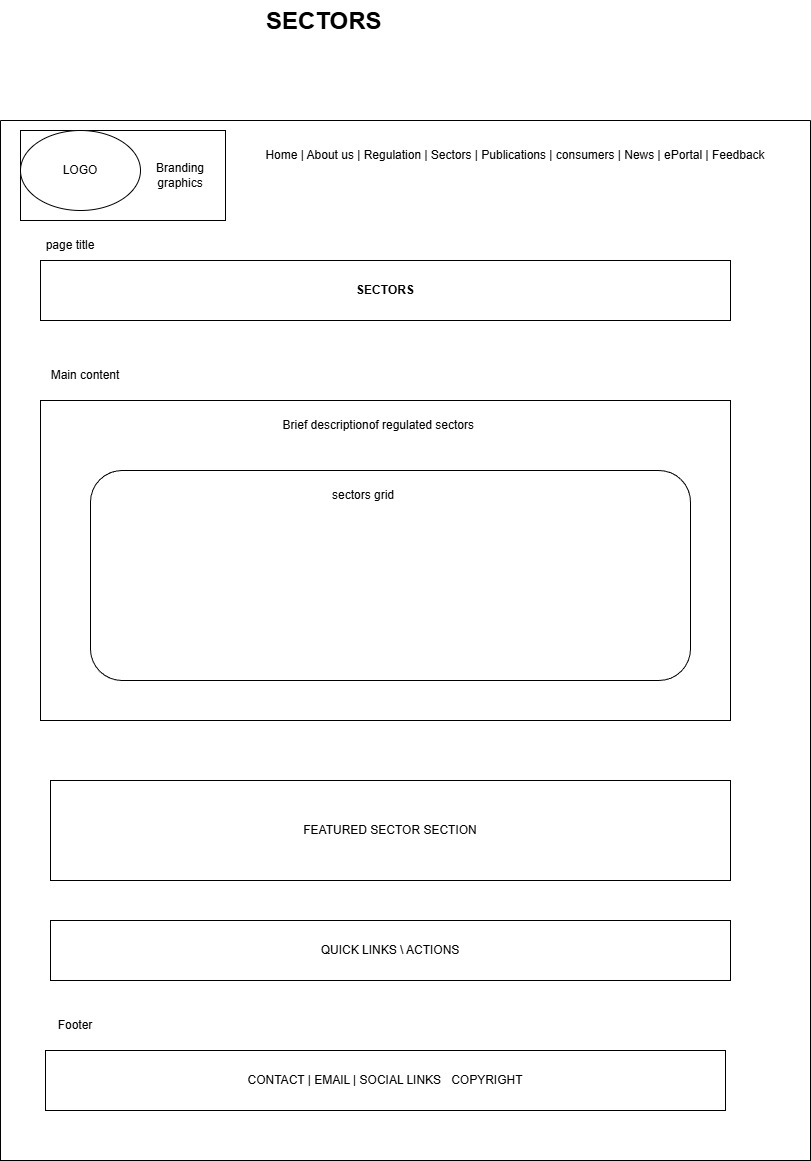 SECTORS
LOGO
Branding
graphics
Home | About us | Regulation | Sectors | Publications | consumers | News | ePortal | Feedback
page title
SECTORS
Main content
Brief descriptionof regulated sectors
sectors grid
FEATURED SECTOR SECTION
QUICK LINKS \ ACTIONS
Footer
CONTACT | EMAIL | SOCIAL LINKS   COPYRIGHT